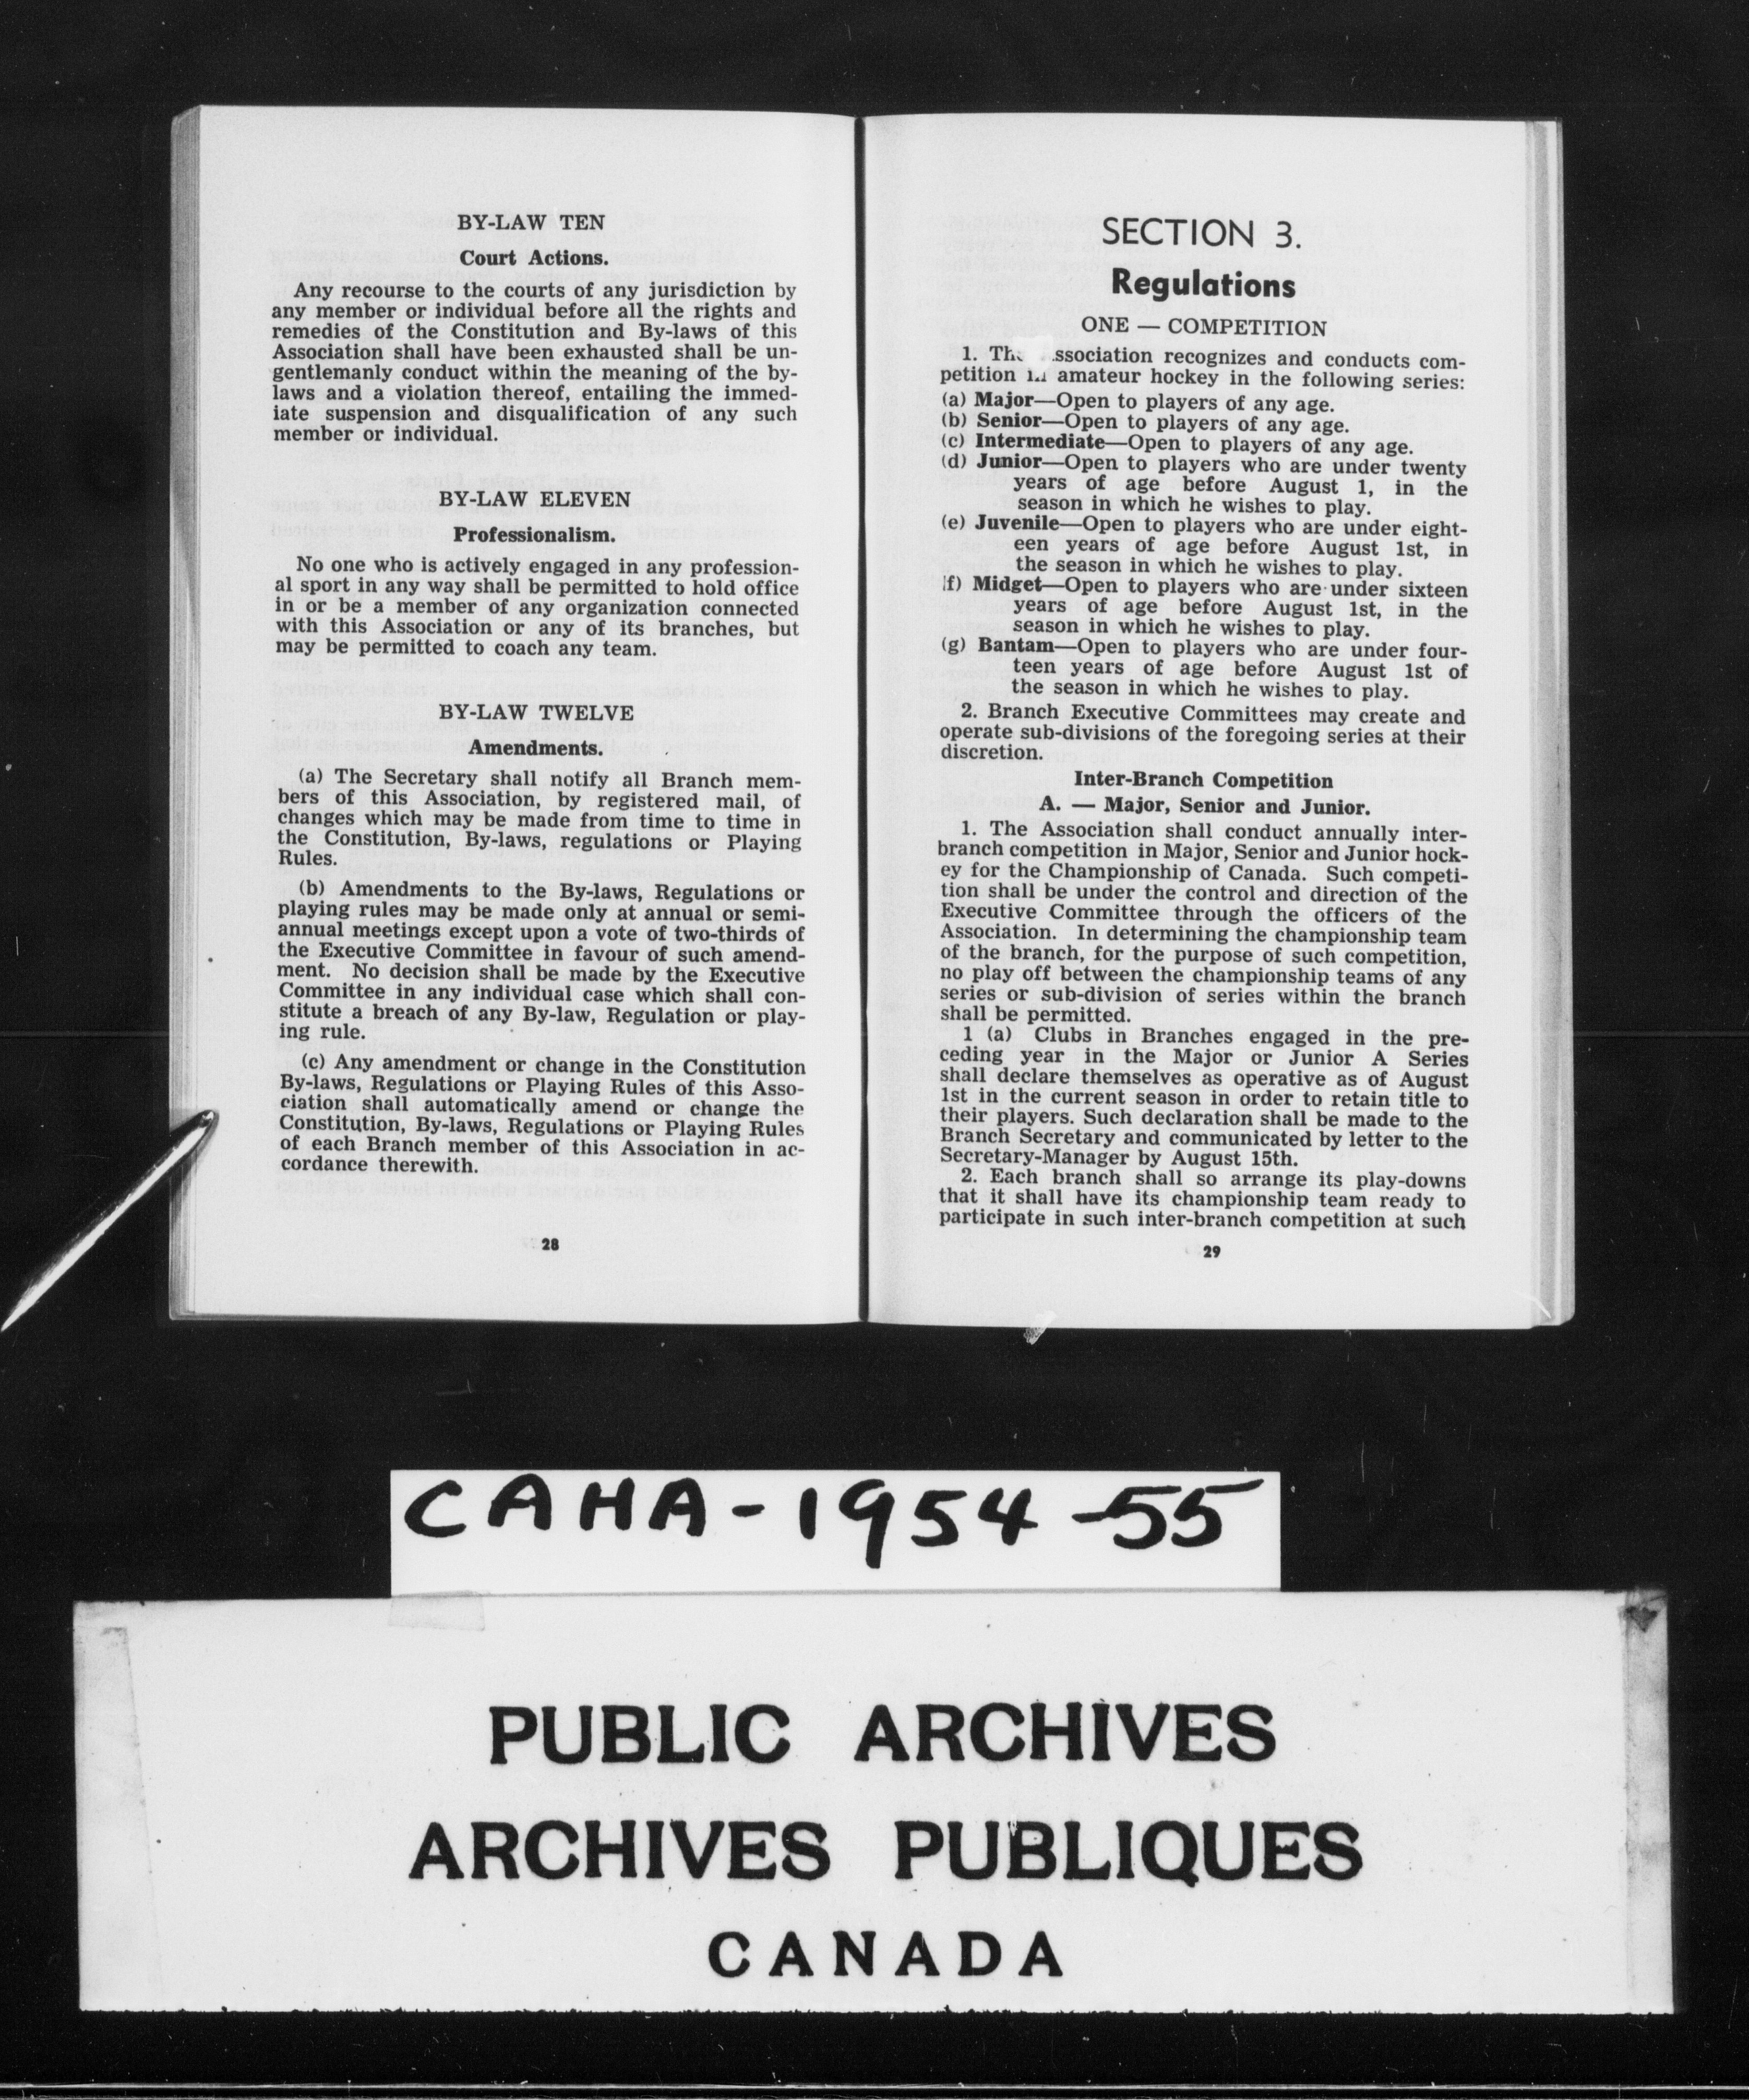 BY-LAW TEN
Court Actions.
Any recourse to the courts of any jurisdiction by
any member or individual before all the rights and
remedies of the Constitution and By-laws of this
Association shall have been exhausted shall be un-
gentlemanly conduct within the meaning of the by-
laws and a violation thereof, entailing the immed-
iate suspension and disqualification of any such
member or individual.
BY-LAW ELEVEN
Professionalism.
No one who is actively engaged in any profession-
al sport in any way shall be permitted to hold office
in or be a member of any organization connected
with this Association or any of its branches, but
may be permitted to coach any team.
BY-LAW TWELVE
Amendments.
(a) The Secretary shall notify all Branch mem-
bers of this Association, by registered mail, of
changes which may be made from time to time in
the Constitution, By-laws, regulations or Playing
Rules.
(b) Amendments to the By-laws, Regulations or
playing rules may be made only at annual or semi-
annual meetings except upon a vote of two-thirds of
the Executive Committee in favour of such amend-
ment. No decision shall be made by the Executive
Committee in any individual case which shall con-
stitute a breach of any By-law, Regulation or play-
ing rule.
(c) Any amendment or change in the Constitution
By-laws, Regulations or Playing Rules of this Asso-
ciation shall automatically amend or change the
Constitution, By-laws, Regulations or Playing Rules
of each Branch member of this Association in ac-
cordance therewith.
28
SECTION 3.
Regulations
ONE — COMPETITION
1. The ssociation recognizes and conducts com-
petition in amateur hockey in the following series:
(a) Major—Open to players of any age.
(b) Senior—Open to players of any age.
(c) Intermediate—Open to players of any age.
(d) Junior—Open to players who are under twenty
years of age before August 1, in the
season in which he wishes to play.
(e) Juvenile—Open to players who are under eight-
een years of age before August 1st, in
the season in which he wishes to play.
(f) Midget—Open to players who are under sixteen
years of age before August 1st, in the
season in which he wishes to play.
(g) Bantam—Open to players who are under four-
teen years of age before August 1st of
the season in which he wishes to play.
2. Branch Executive Committees may create and
operate sub-divisions of the foregoing series at their
discretion.
Inter-Branch Competition
A. — Major, Senior and Junior.
1. The Association shall conduct annually inter-
branch competition in Major, Senior and Junior hock-
ey for the Championship of Canada. Such competi-
tion shall be under the control and direction of the
Executive Committee through the officers of the
Association. In determining the championship team
of the branch, for the purpose of such competition,
no play off between the championship teams of any
series or sub-division of series within the branch
shall be permitted.
1 (a) Clubs in Branches engaged in the pre-
ceding year in the Major or Junior A Series
shall declare themselves as operative as of August
1st in the current season in order to retain title to
their players. Such declaration shall be made to the
Branch Secretary and communicated by letter to the
Secretary-Manager by August 15th.
2. Each branch shall so arrange its play-downs
that it shall have its championship team ready to
participate in such inter-branch competition at such
29
CAHA-1954-55
PUBLIC ARCHIVES
ARCHIVES PUBLIQUES
CANADA